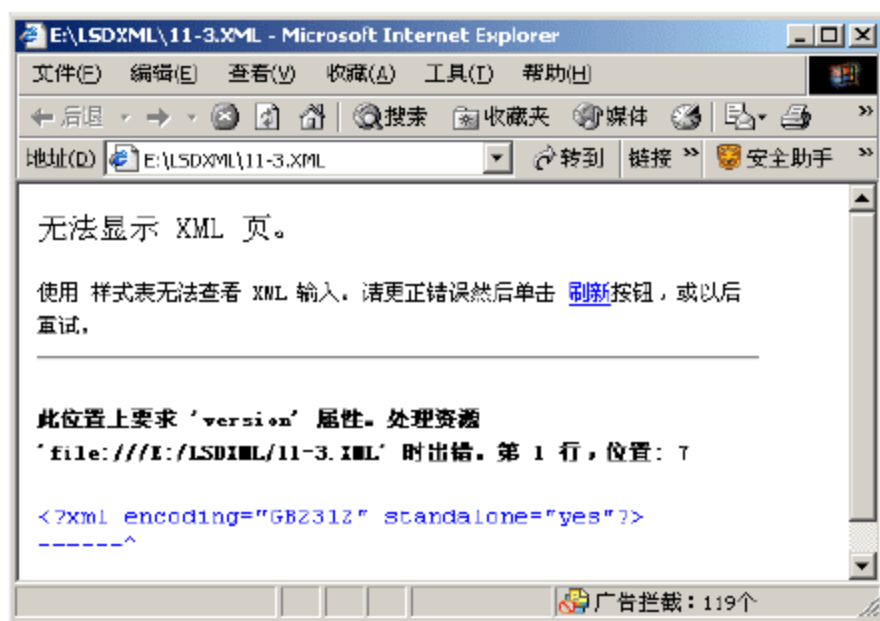 E:\LSDXML\11-3.XML - Microsoft Internet Explorer
文件(F) 编辑(E) 查看(V) 收藏(A) 工具(T) 帮助(H)
后退 搜索 收藏夹 媒体 »
地址(D) E:\LSDXML\11-3.XML 转到 链接 » 安全助手 »
无法显示 XML 页。
使用 样式表无法查看 XML 输入。请更正错误然后单击 刷新按钮，或以后
重试。
此位置上要求 'version' 属性。处理资源
'file:///E:/LSDXML/11-3.XML' 时出错。第 1 行，位置: 7
<?xml encoding="GB2312" standalone="yes"?>
------^
广告拦截：119个